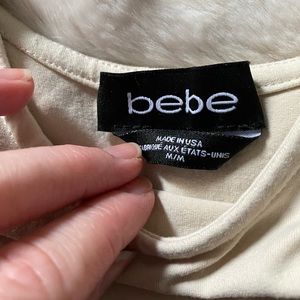 bebe
MADE IN USA
FABRIQUÉ AUX ÉTATS-UNIS
M/M